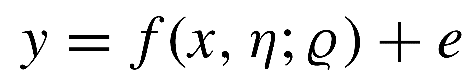 y = f(x, η; ϱ) + e